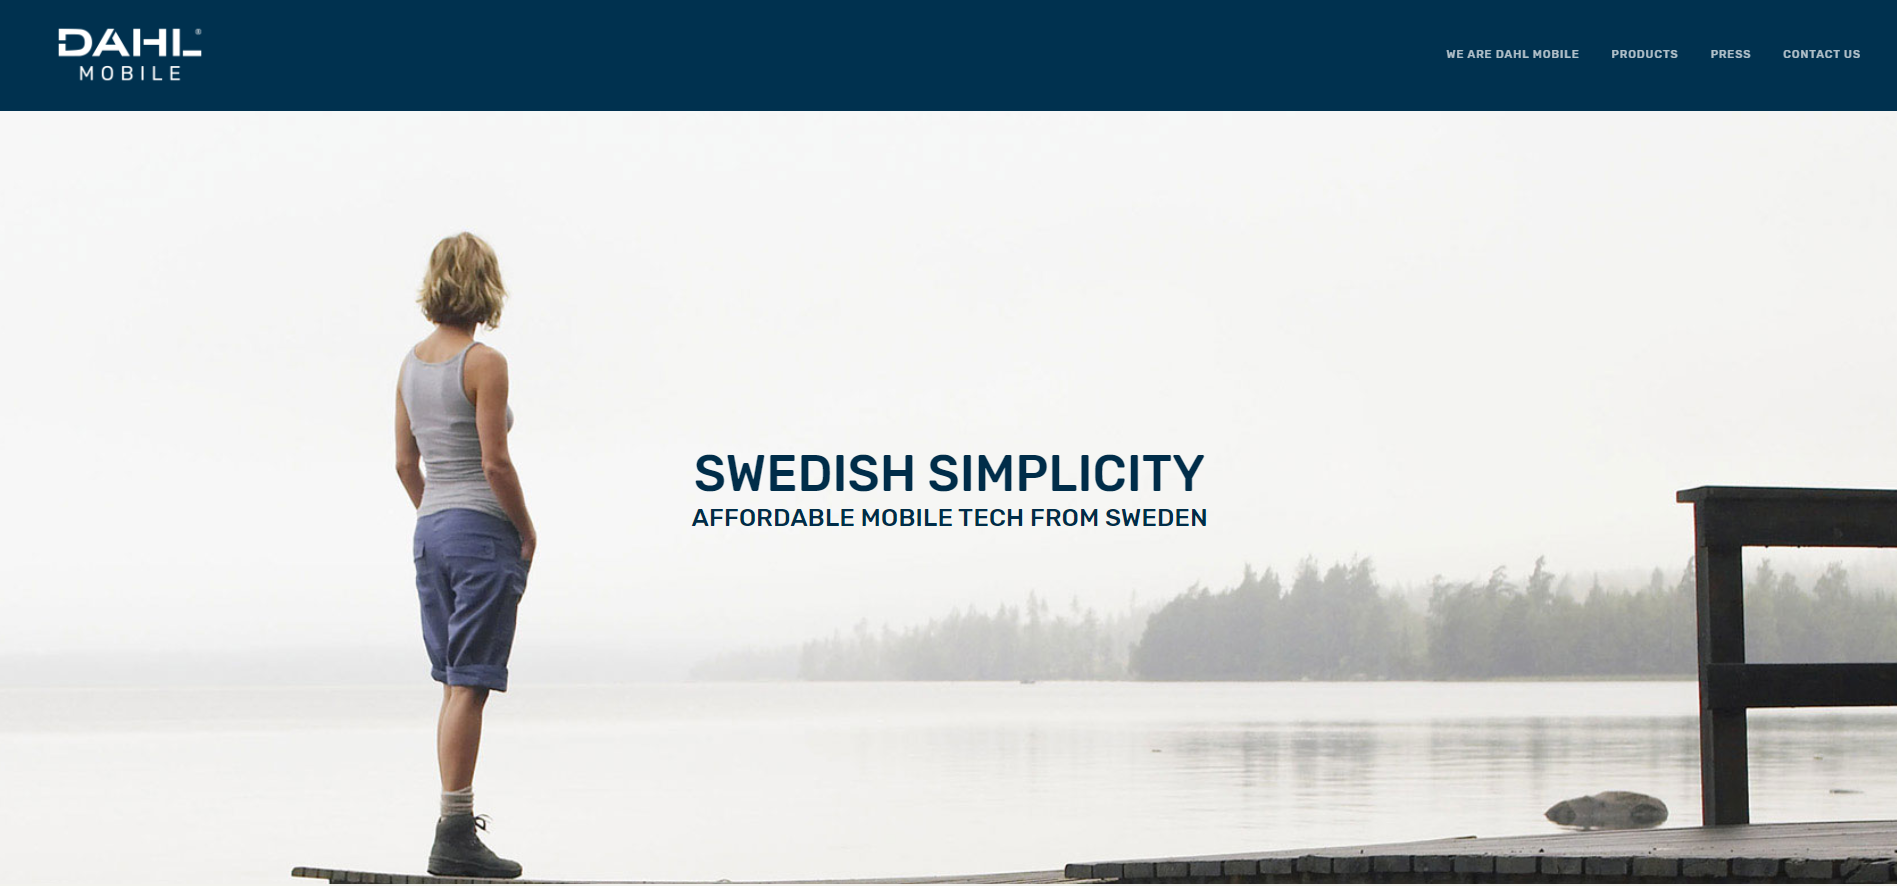 DAHL®
MOBILE
WE ARE DAHL MOBILE
PRODUCTS
PRESS
CONTACT US
SWEDISH SIMPLICITY
AFFORDABLE MOBILE TECH FROM SWEDEN